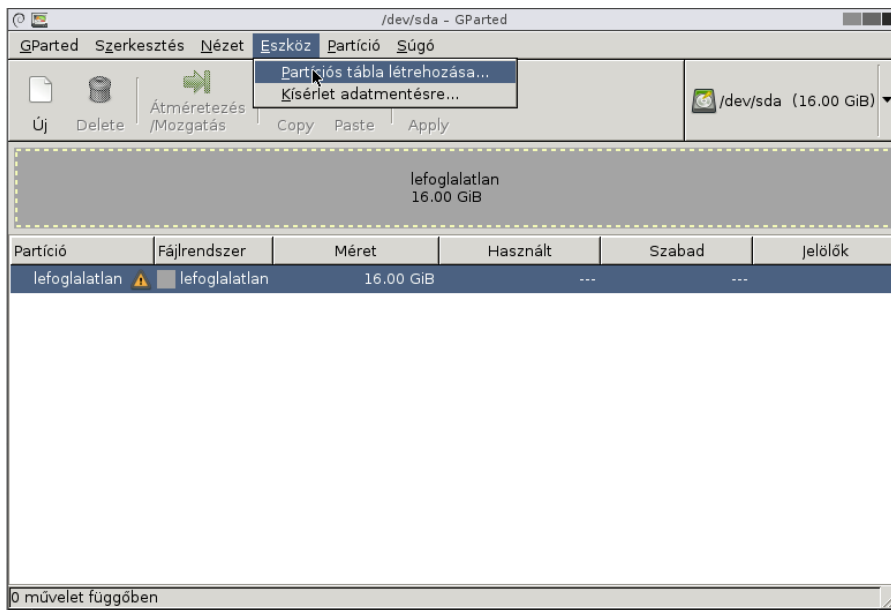 /dev/sda - GParted
GParted Szerkesztés Nézet Eszköz Partíció Súgó
Partíciós tábla létrehozása...
Kísérlet adatmentésre...
Új Delete Átméretezés
/Mozgatás Copy Paste Apply
/dev/sda (16.00 GiB)
lefoglalatlan
16.00 GiB
Partíció Fájlrendszer Méret Használt Szabad Jelölők
lefoglalatlan lefoglalatlan 16.00 GiB --- ---
0 művelet függőben